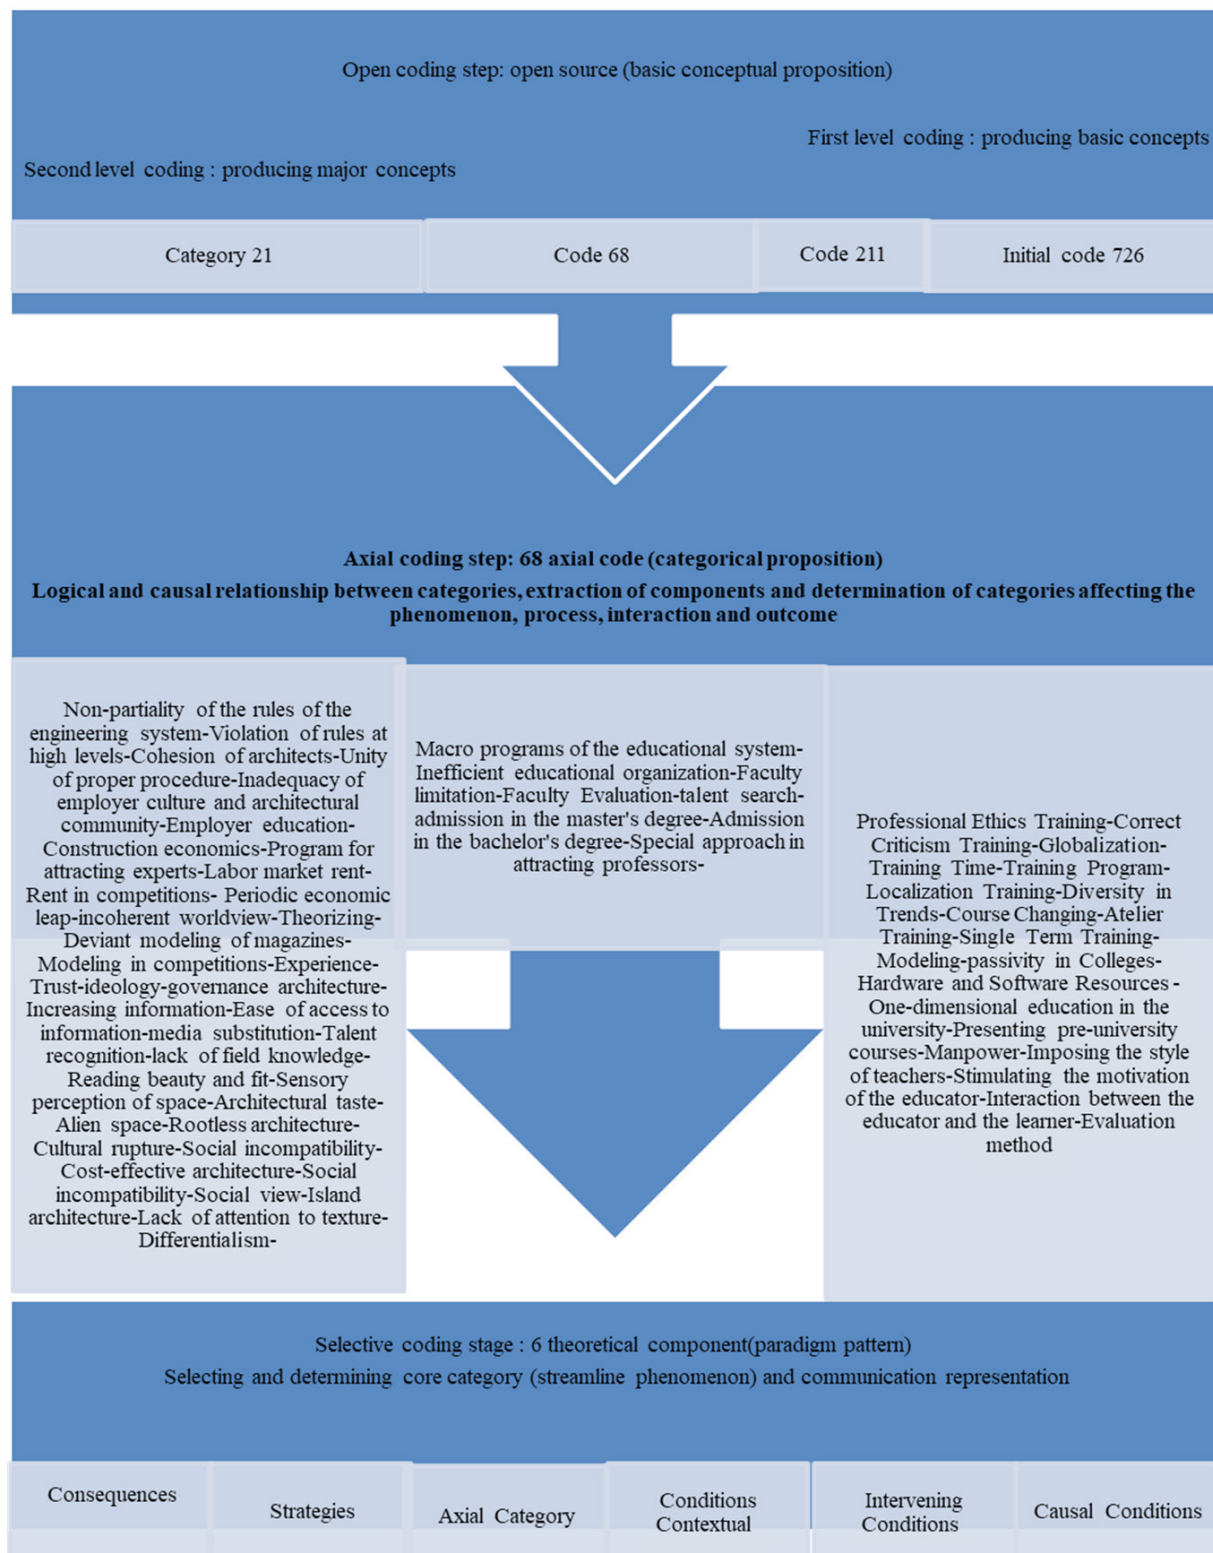 Open coding step: open source (basic conceptual proposition)
First level coding : producing basic concepts
Second level coding : producing major concepts
Category 21
Code 68
Code 211
Initial code 726
Axial coding step: 68 axial code (categorical proposition)
Logical and causal relationship between categories, extraction of components and determination of categories affecting the
phenomenon, process, interaction and outcome
Non-partiality of the rules of the
engineering system-Violation of rules at
high levels-Cohesion of architects-Unity
of proper procedure-Inadequacy of
employer culture and architectural
community-Employer education-
Construction economics-Program for
attracting experts-Labor market rent-
Rent in competitions- Periodic economic
leap-incoherent worldview-Theorizing-
Deviant modeling of magazines-
Modeling in competitions-Experience-
Trust-ideology-governance architecture-
Increasing information-Ease of access to
information-media substitution-Talent
recognition-lack of field knowledge-
Reading beauty and fit-Sensory
perception of space-Architectural taste-
Alien space-Rootless architecture-
Cultural rupture-Social incompatibility-
Cost-effective architecture-Social
incompatibility-Social view-Island
architecture-Lack of attention to texture-
Differentialism-
Macro programs of the educational system-
Inefficient educational organization-Faculty
limitation-Faculty Evaluation-talent search-
admission in the master's degree-Admission
in the bachelor's degree-Special approach in
attracting professors-
Professional Ethics Training-Correct
Criticism Training-Globalization-
Training Time-Training Program-
Localization Training-Diversity in
Trends-Course Changing-Atelier
Training-Single Term Training-
Modeling-passivity in Colleges-
Hardware and Software Resources -
One-dimensional education in the
university-Presenting pre-university
courses-Manpower-Imposing the style
of teachers-Stimulating the motivation
of the educator-Interaction between the
educator and the learner-Evaluation
method
Selective coding stage : 6 theoretical component(paradigm pattern)
Selecting and determining core category (streamline phenomenon) and communication representation
Consequences
Strategies
Axial Category
Conditions
Contextual
Intervening
Conditions
Causal Conditions